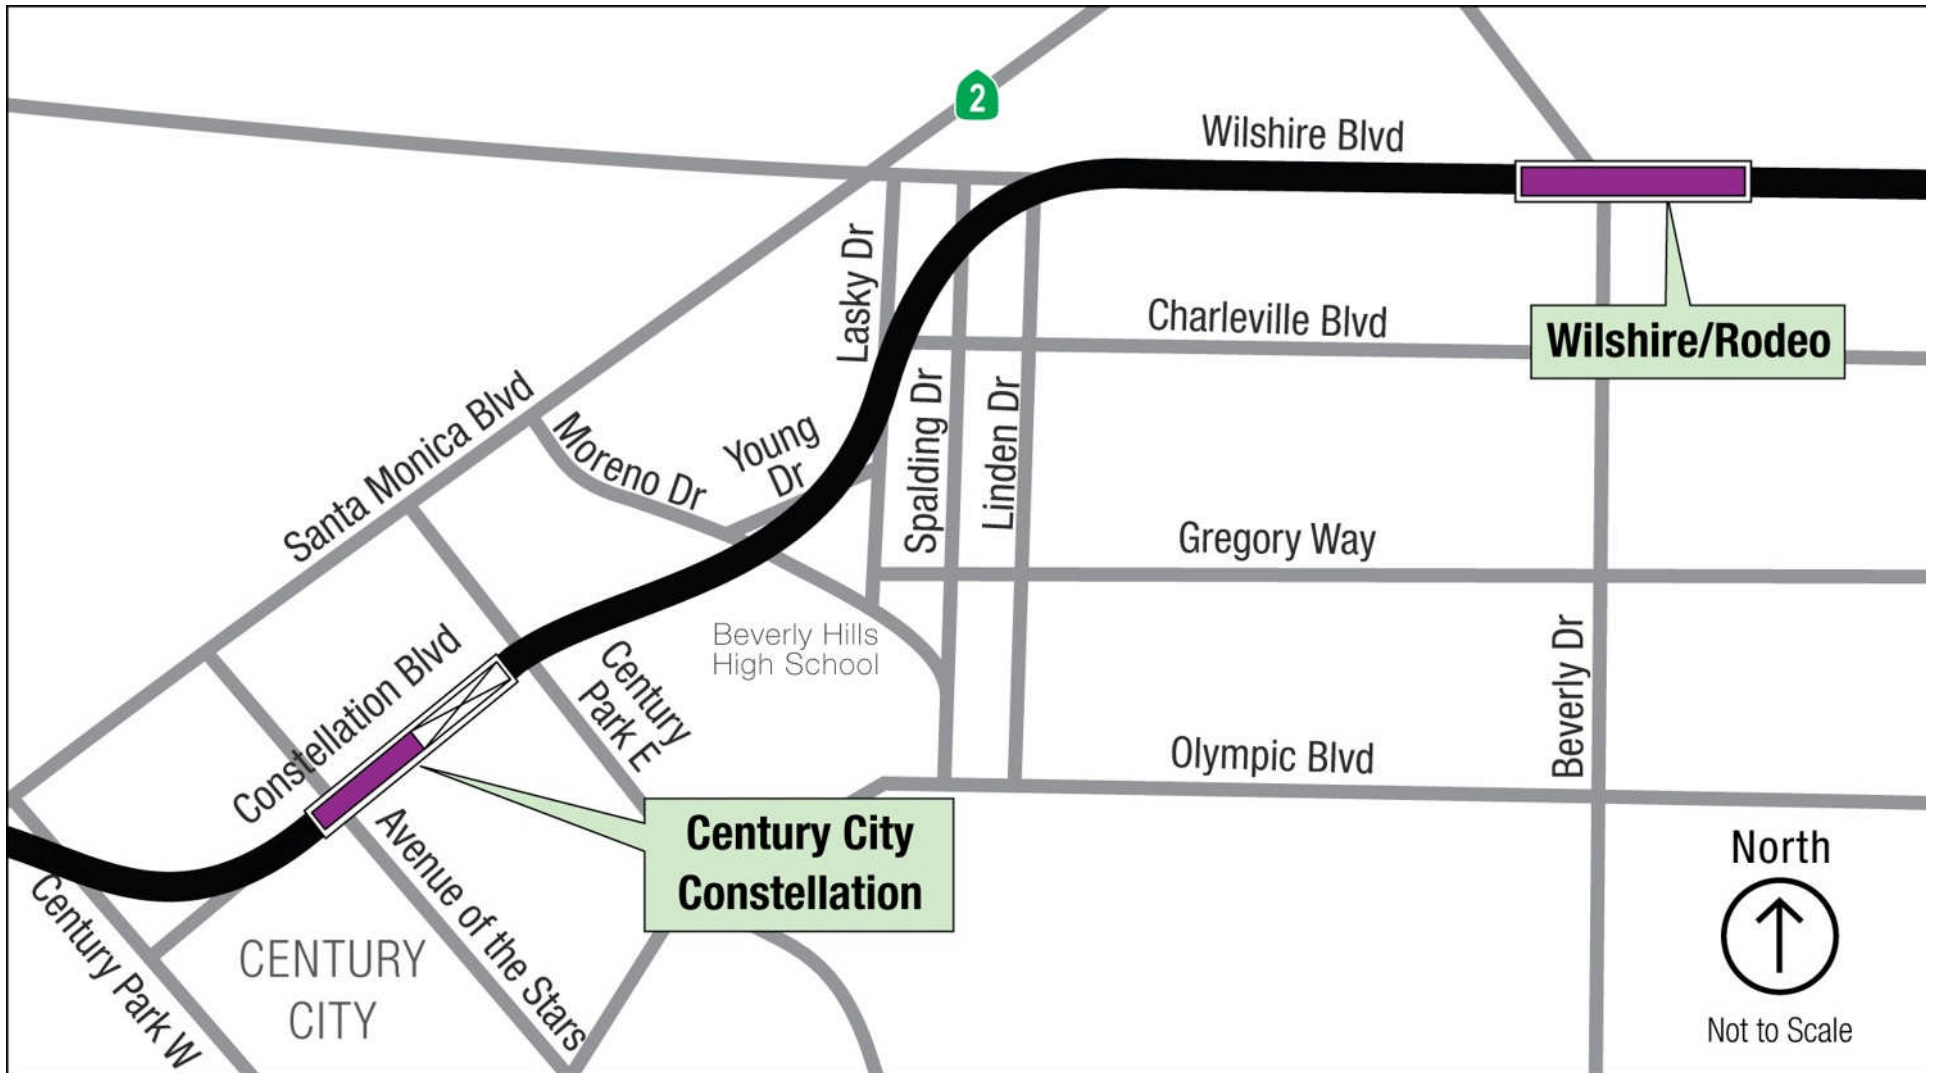 2
Wilshire Blvd
Lasky Dr
Charleville Blvd
Wilshire/Rodeo
Santa Monica Blvd
Moreno Dr
Young
Dr
Spalding Dr
Linden Dr
Gregory Way
Constellation Blvd
Beverly Hills
High School
Century
Park E
Beverly Dr
Olympic Blvd
Century City
Constellation
Avenue of the Stars
Century Park W
CENTURY
CITY
North
Not to Scale